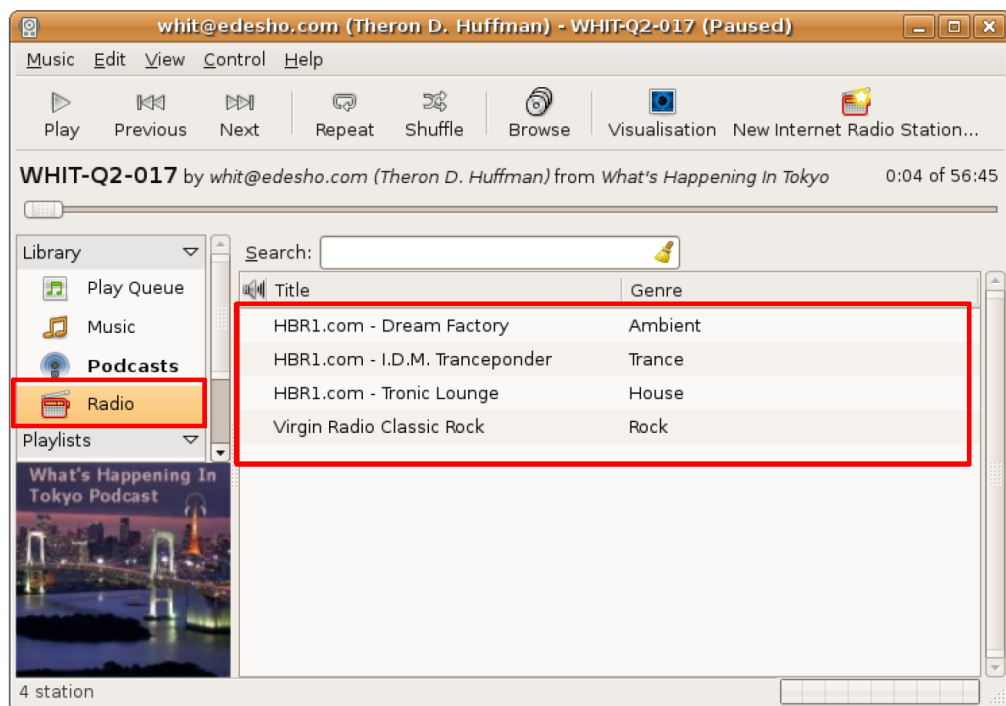 whit@edesho.com (Theron D. Huffman) - WHIT-Q2-017 (Paused)
Music Edit View Control Help
Play Previous Next Repeat Shuffle Browse Visualisation New Internet Radio Station...
WHIT-Q2-017 by whit@edesho.com (Theron D. Huffman) from What's Happening In Tokyo 0:04 of 56:45
Library
Play Queue
Music
Podcasts
Radio
Playlists
What's Happening In
Tokyo Podcast
Search:
Title Genre
HBR1.com - Dream Factory Ambient
HBR1.com - I.D.M. Tranceponder Trance
HBR1.com - Tronic Lounge House
Virgin Radio Classic Rock Rock
4 station